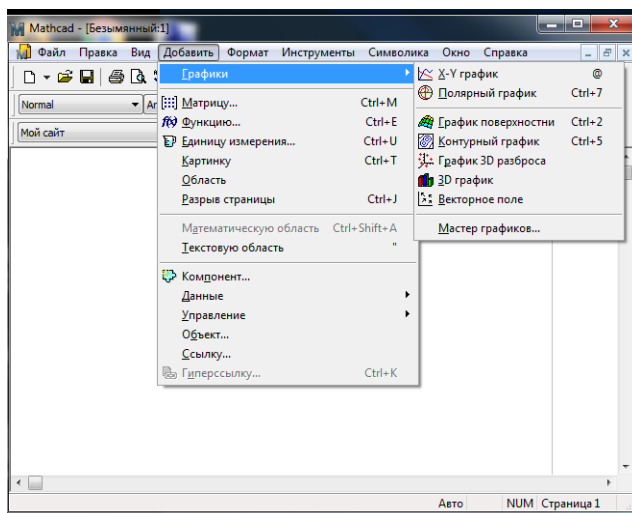 Mathcad - [Безымянный:1]
Файл Правка Вид Добавить Формат Инструменты Символика Окно Справка
Normal
Мой сайт
Графики
Матрицу... Ctrl+M
Функцию... Ctrl+E
Единицу измерения... Ctrl+U
Картинку Ctrl+T
Область
Разрыв страницы Ctrl+J
Математическую область Ctrl+Shift+A
Текстовую область "
Компонент...
Данные
Управление
Объект...
Ссылку...
Гиперссылку... Ctrl+K
X-Y график @
Полярный график Ctrl+7
График поверхностни Ctrl+2
Контурный график Ctrl+5
График 3D разброса
3D график
Векторное поле
Мастер графиков...
Авто NUM Страница 1